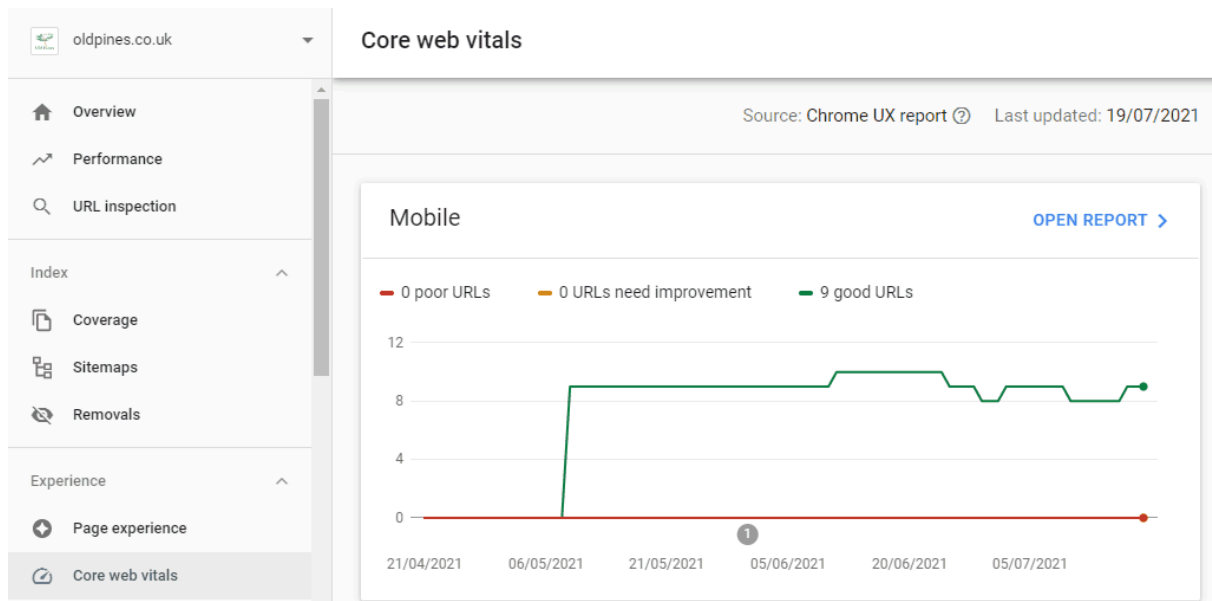 oldpines.co.uk
Core web vitals
Overview
Performance
URL inspection
Index
Coverage
Sitemaps
Removals
Experience
Page experience
Core web vitals
Source: Chrome UX report ? Last updated: 19/07/2021
Mobile
OPEN REPORT
0 poor URLs 0 URLs need improvement 9 good URLs
12
8
4
0
1
21/04/2021 06/05/2021 21/05/2021 05/06/2021 20/06/2021 05/07/2021